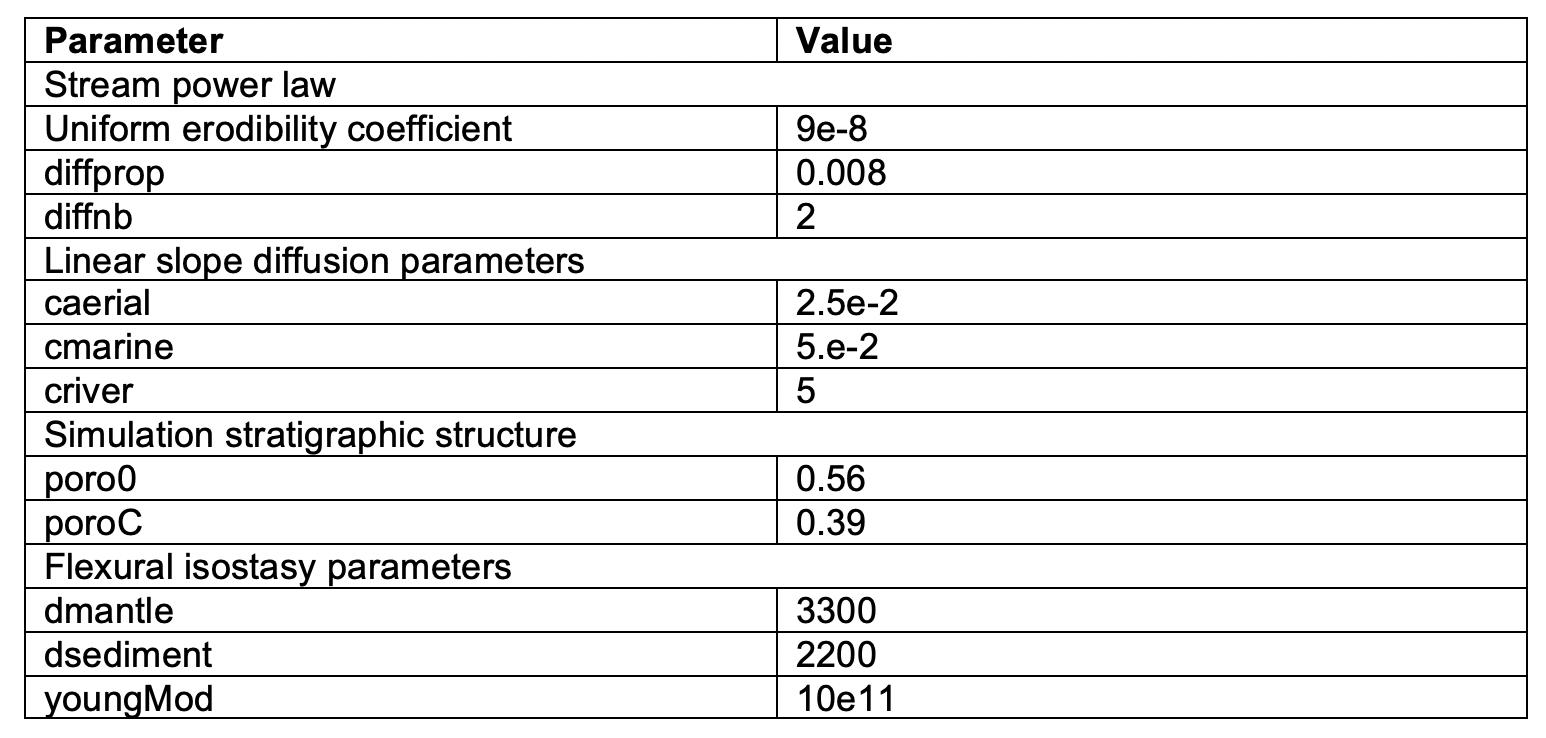 Parameter Value
Stream power law
Uniform erodibility coefficient 9e-8
diffprop 0.008
diffnb 2
Linear slope diffusion parameters
caerial 2.5e-2
cmarine 5.e-2
criver 5
Simulation stratigraphic structure
poro0 0.56
poroC 0.39
Flexural isostasy parameters
dmantle 3300
dsediment 2200
youngMod 10e11